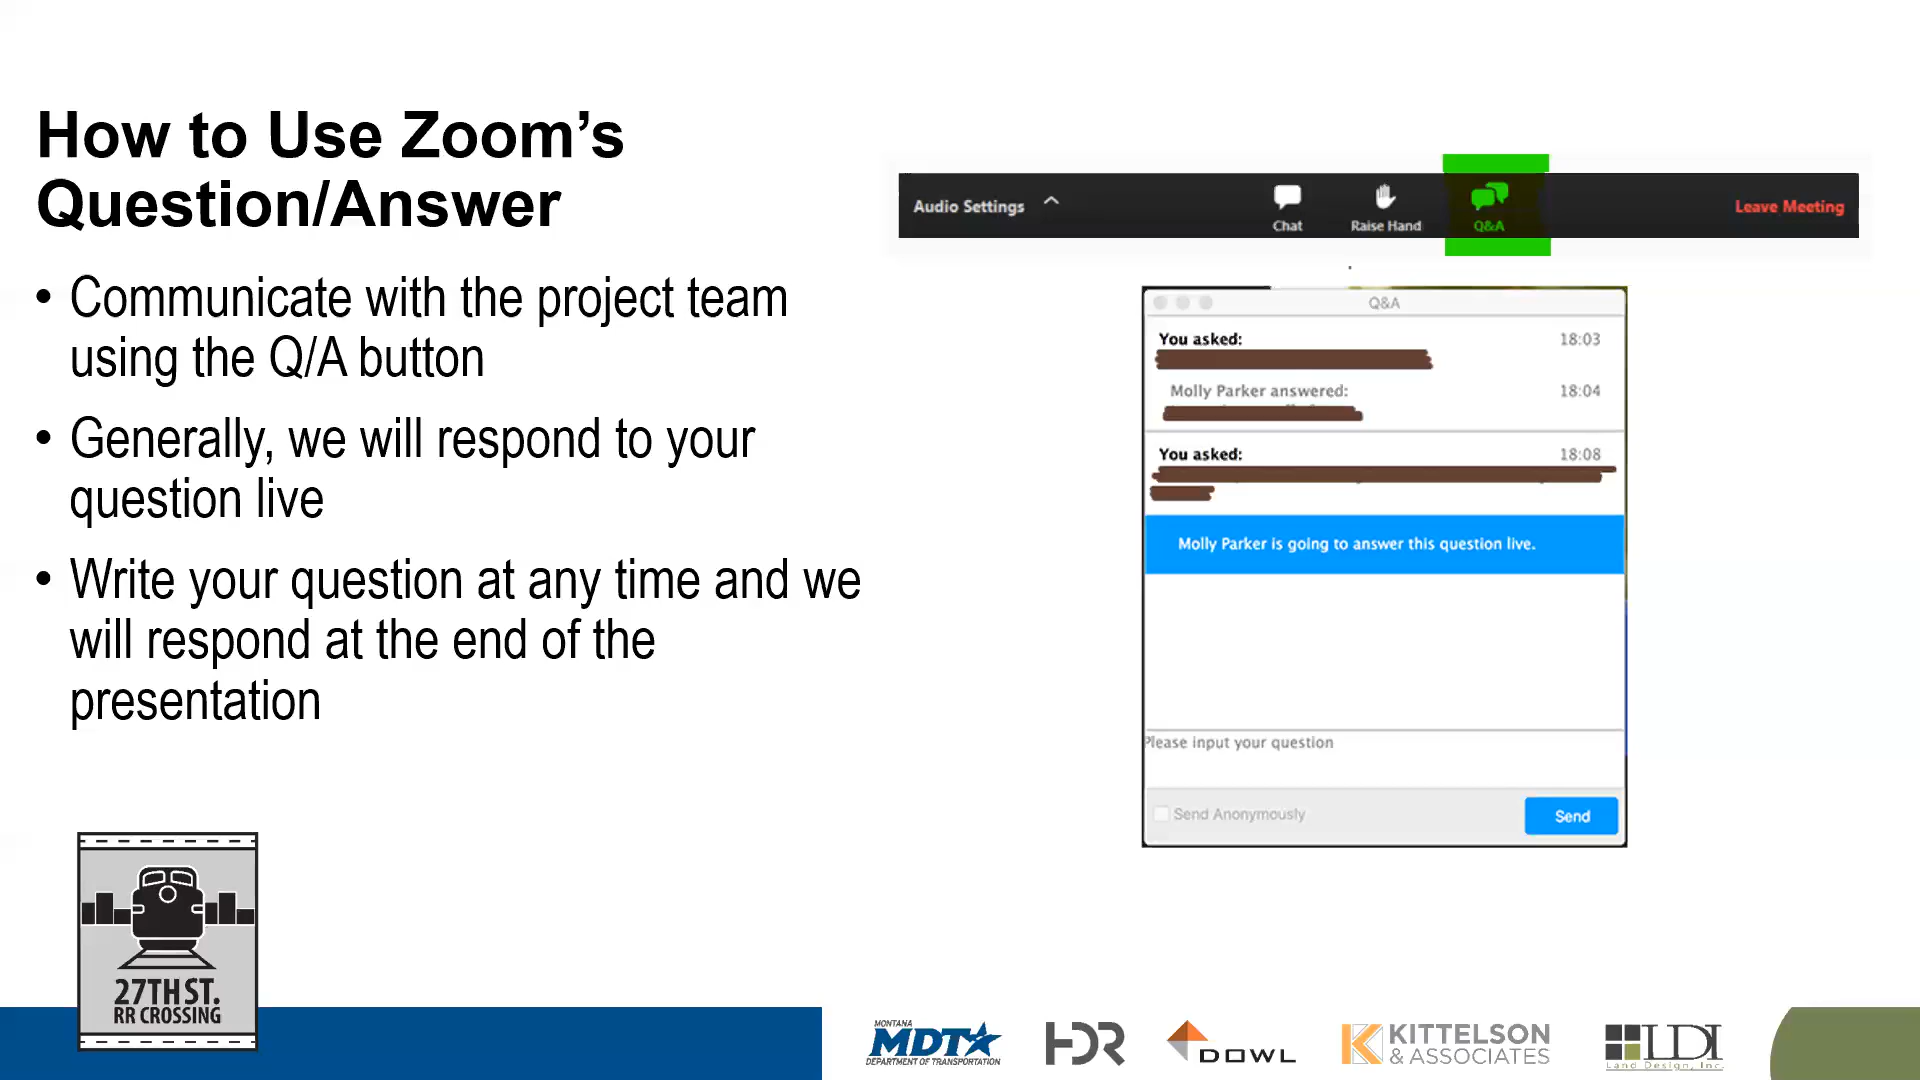 How to Use Zoom’s
Question/Answer
• Communicate with the project team
using the Q/A button
• Generally, we will respond to your
question live
• Write your question at any time and we
will respond at the end of the
presentation
Audio Settings
Chat
Raise Hand
Q&A
Leave Meeting
Q&A
You asked: 18:03
Molly Parker answered: 18:04
You asked: 18:08
Molly Parker is going to answer this question live.
Please input your question
Send Anonymously
Send
27TH ST.
RR CROSSING
MONTANA
MDT
DEPARTMENT OF TRANSPORTATION
HDR
DOWL
KITTELSON
& ASSOCIATES
LDI
Land Design, Inc.